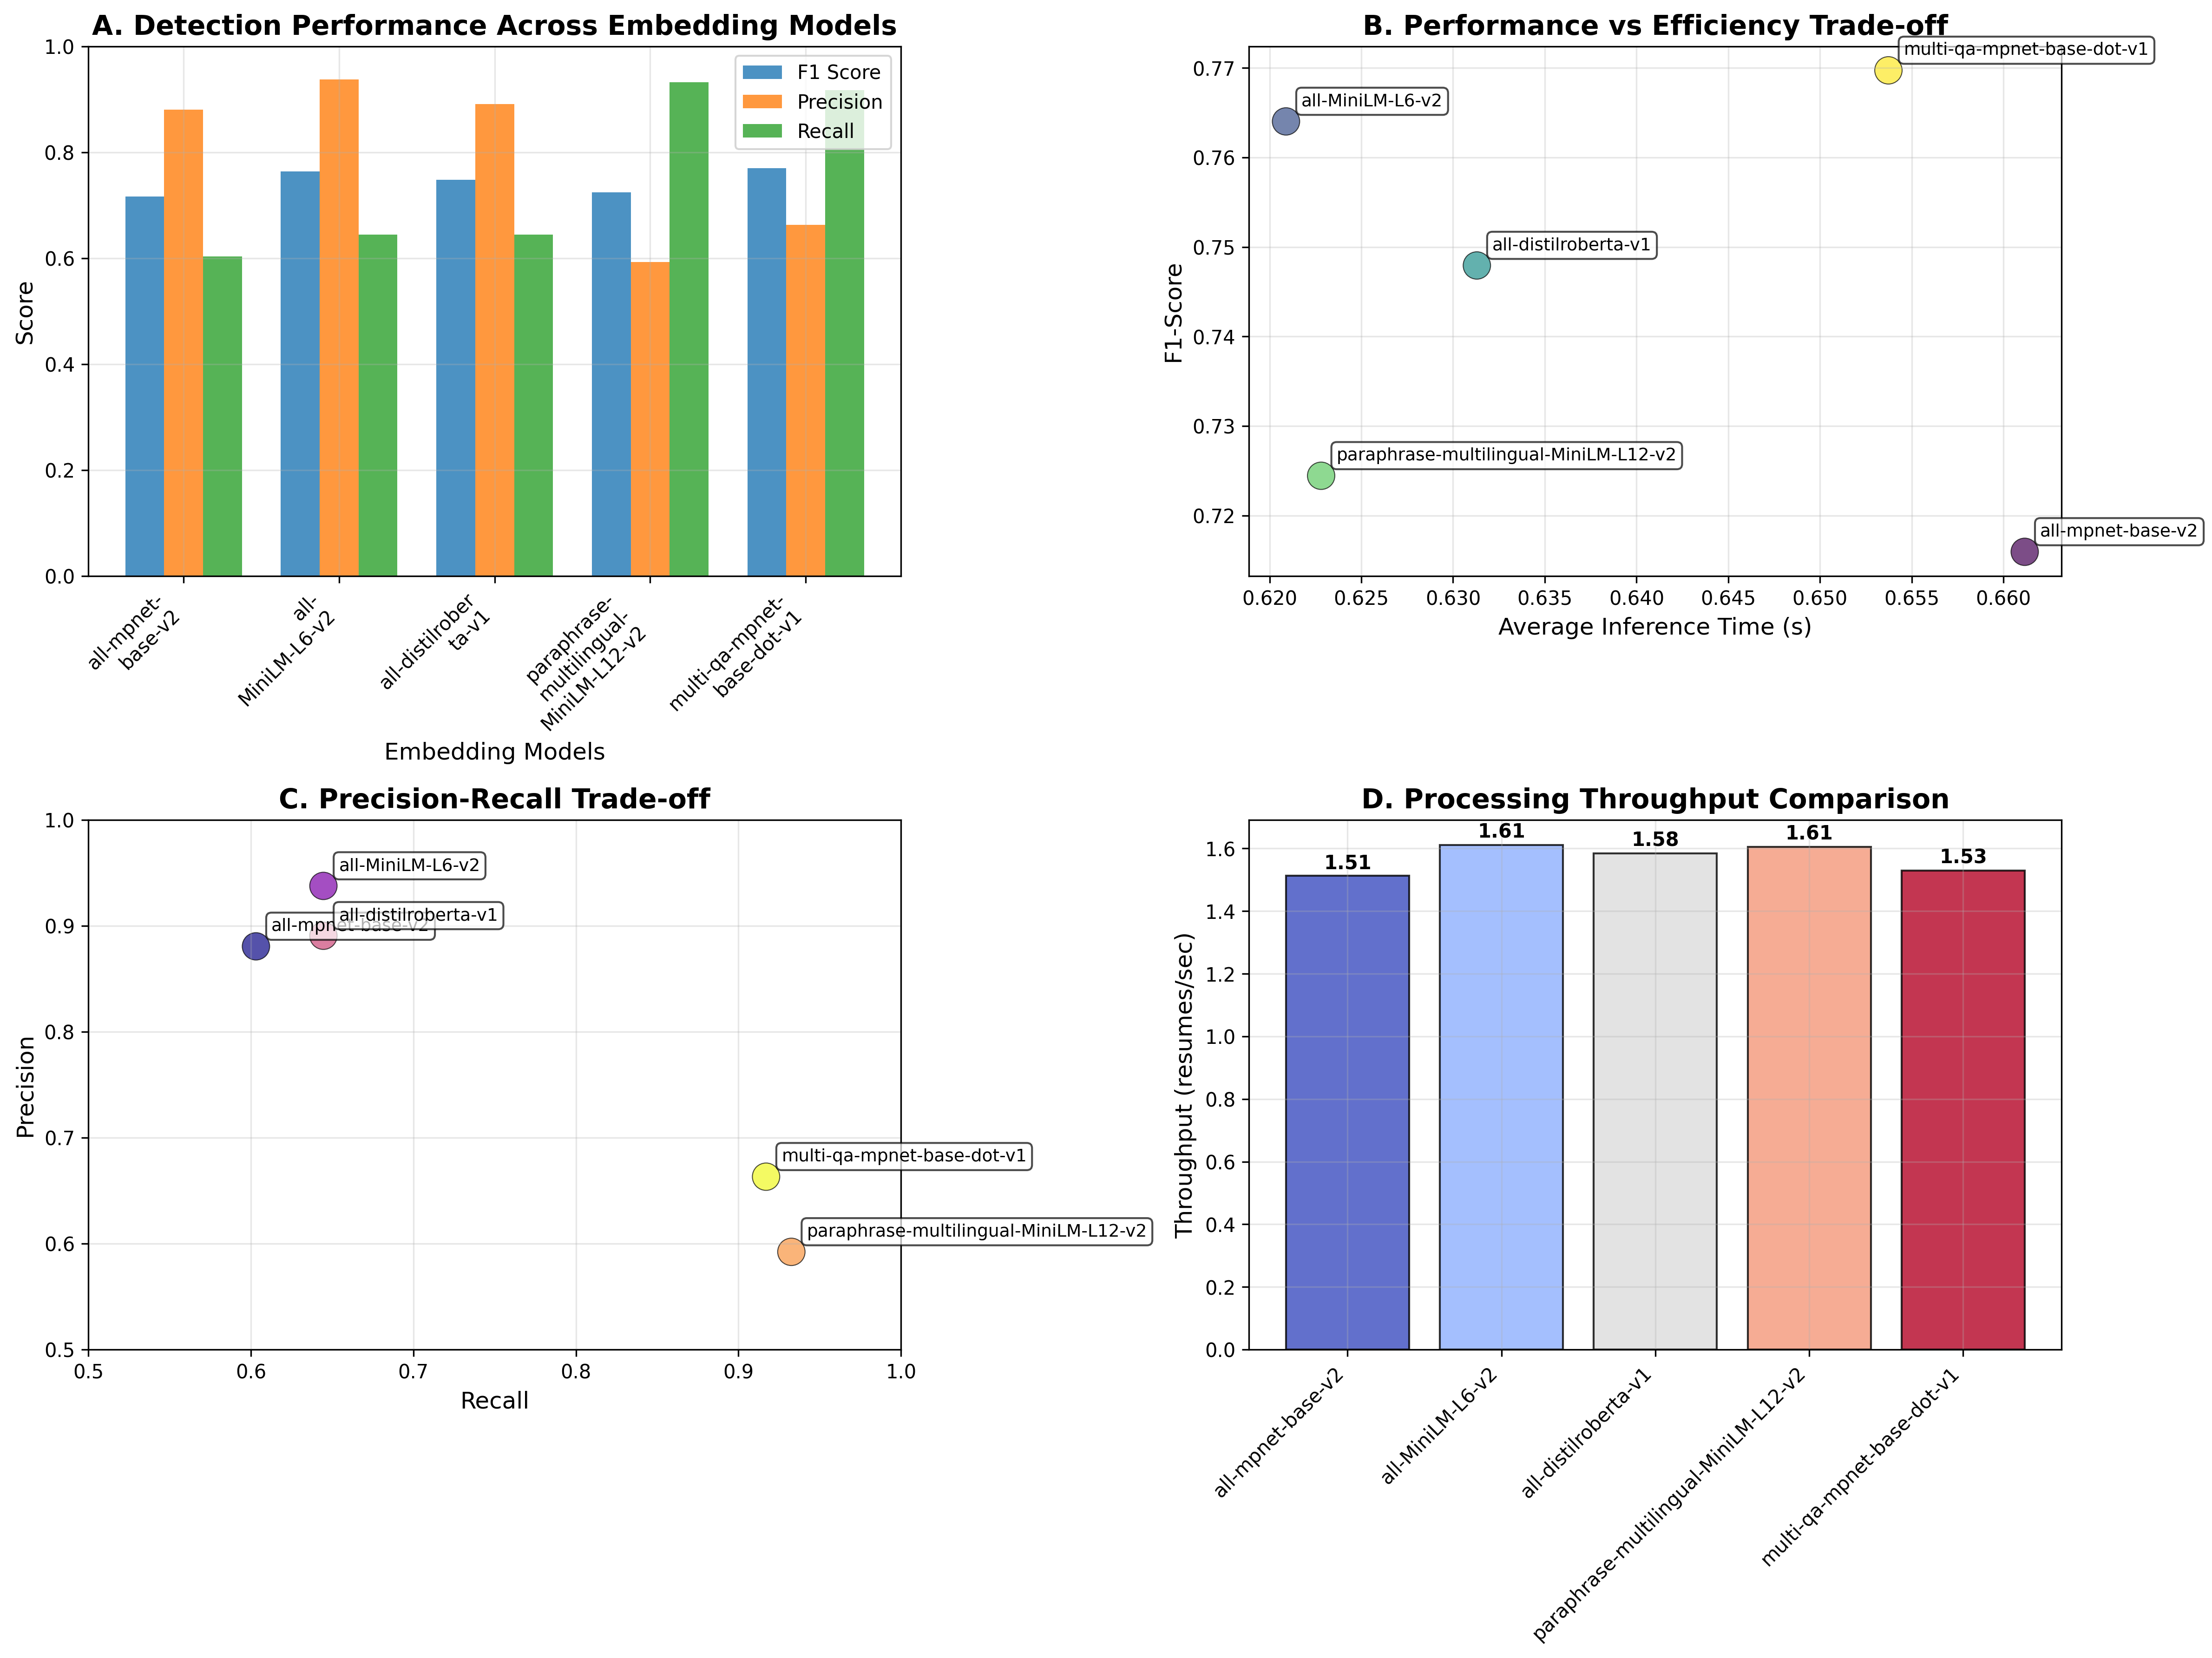 A. Detection Performance Across Embedding Models
1.0
0.8
0.6
0.4
0.2
0.0
Score
F1 Score
Precision
Recall
all-mpnet-
base-v2
all-
MiniLM-L6-v2
all-distilrober
ta-v1
paraphrase-
multilingual-
MiniLM-L12-v2
multi-qa-mpnet-
base-dot-v1
Embedding Models
B. Performance vs Efficiency Trade-off
0.77
0.76
0.75
0.74
0.73
0.72
F1-Score
multi-qa-mpnet-base-dot-v1
all-MiniLM-L6-v2
all-distilroberta-v1
paraphrase-multilingual-MiniLM-L12-v2
all-mpnet-base-v2
0.620 0.625 0.630 0.635 0.640 0.645 0.650 0.655 0.660
Average Inference Time (s)
C. Precision-Recall Trade-off
1.0
0.9
0.8
0.7
0.6
0.5
Precision
all-MiniLM-L6-v2
all-distilroberta-v1
all-mpnet-base-v2
multi-qa-mpnet-base-dot-v1
paraphrase-multilingual-MiniLM-L12-v2
0.5 0.6 0.7 0.8 0.9 1.0
Recall
D. Processing Throughput Comparison
1.6
1.4
1.2
1.0
0.8
0.6
0.4
0.2
0.0
Throughput (resumes/sec)
1.51 1.61 1.58 1.61 1.53
all-mpnet-base-v2
all-MiniLM-L6-v2
all-distilroberta-v1
paraphrase-multilingual-MiniLM-L12-v2
multi-qa-mpnet-base-dot-v1